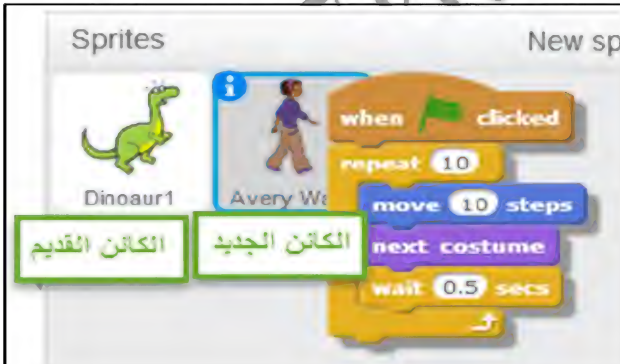 Sprites
New sp
when clicked
repeat 10
move 10 steps
next costume
wait 0.5 secs
Dinoaur1
Avery Wa
الكائن القديم
الكائن الجديد